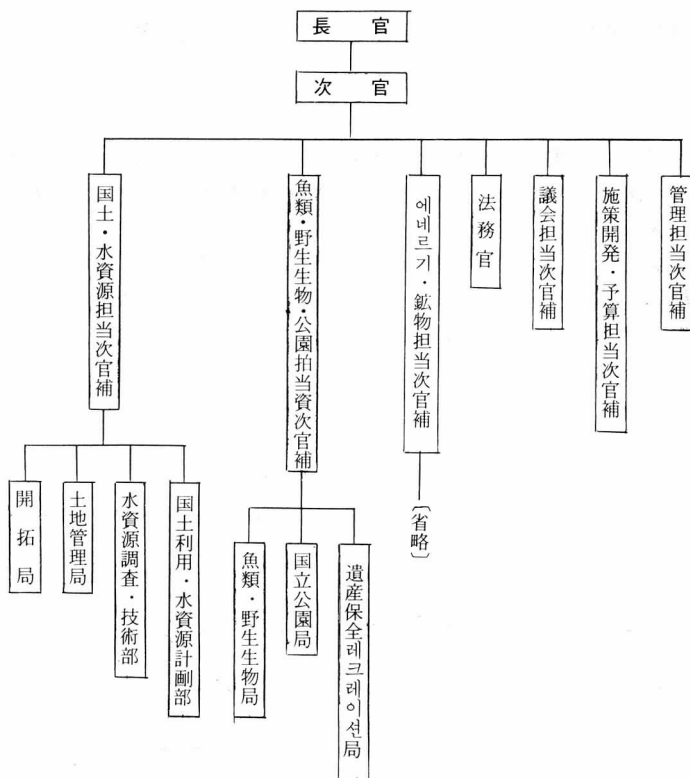 長官
次官
国土・水資源担当次官補
魚類・野生生物・公園拍当資次官補
에네르기・鉱物担当次官補
法務官
議会担当次官補
施策開発・予算担当次官補
管理担当次官補
開拓局
土地管理局
水資源調査・技術部
国土利用・水資源計劃部
魚類・野生生物局
国立公園局
遺産保全레크레이션局
〔省略〕